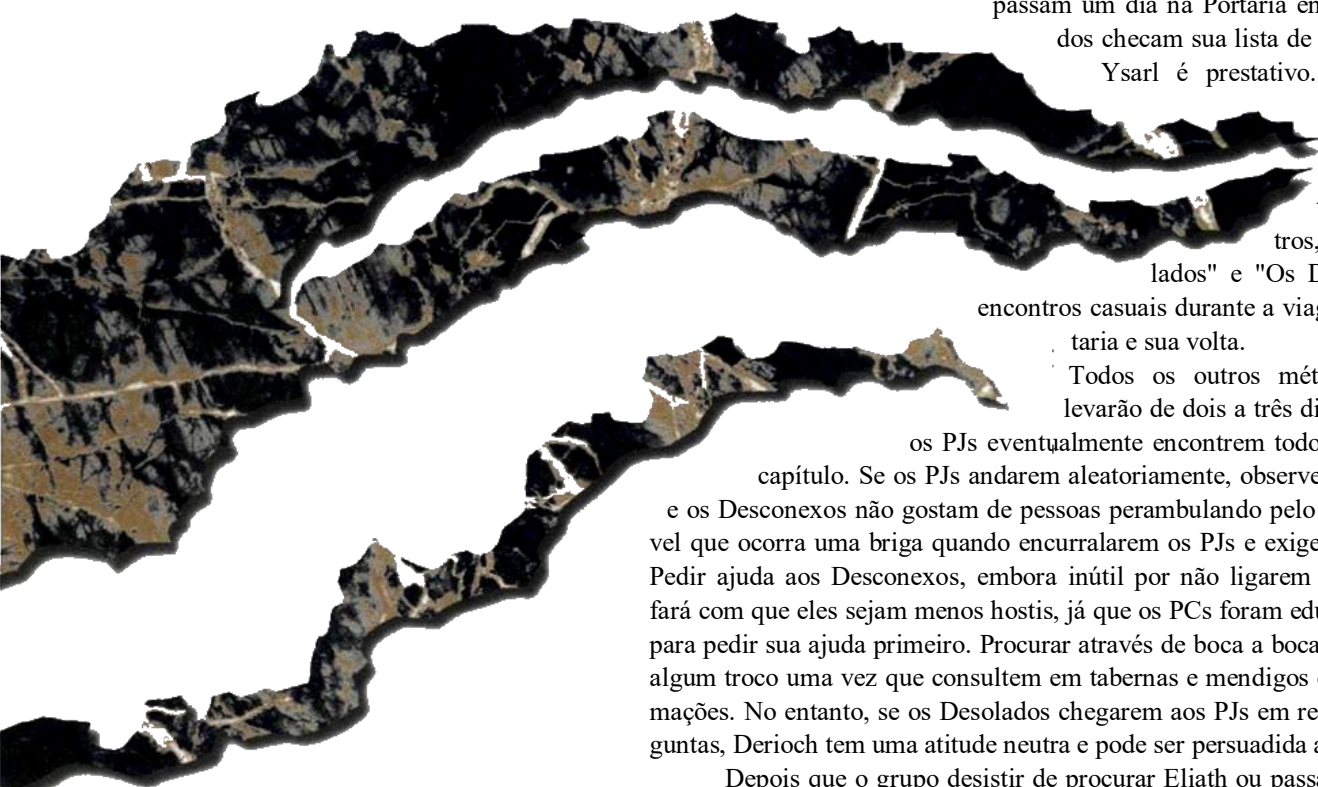 passam um dia na Portaria en
dos checam sua lista de
Ysarl é prestativo.
tros,
lados" e "Os D
encontros casuais durante a viag
taria e sua volta.
Todos os outros mét
levarão de dois a três di
os PJs eventualmente encontrem todo
capítulo. Se os PJs andarem aleatoriamente, observe
e os Desconexos não gostam de pessoas perambulando pelo
vel que ocorra uma briga quando encurralarem os PJs e exige
Pedir ajuda aos Desconexos, embora inútil por não ligarem
fará com que eles sejam menos hostis, já que os PCs foram edu
para pedir sua ajuda primeiro. Procurar através de boca a boca
algum troco uma vez que consultem em tabernas e mendigos
mações. No entanto, se os Desolados chegarem aos PJs em re
guntas, Derioch tem uma atitude neutra e pode ser persuadida a
Depois que o grupo desistir de procurar Eliath ou passa